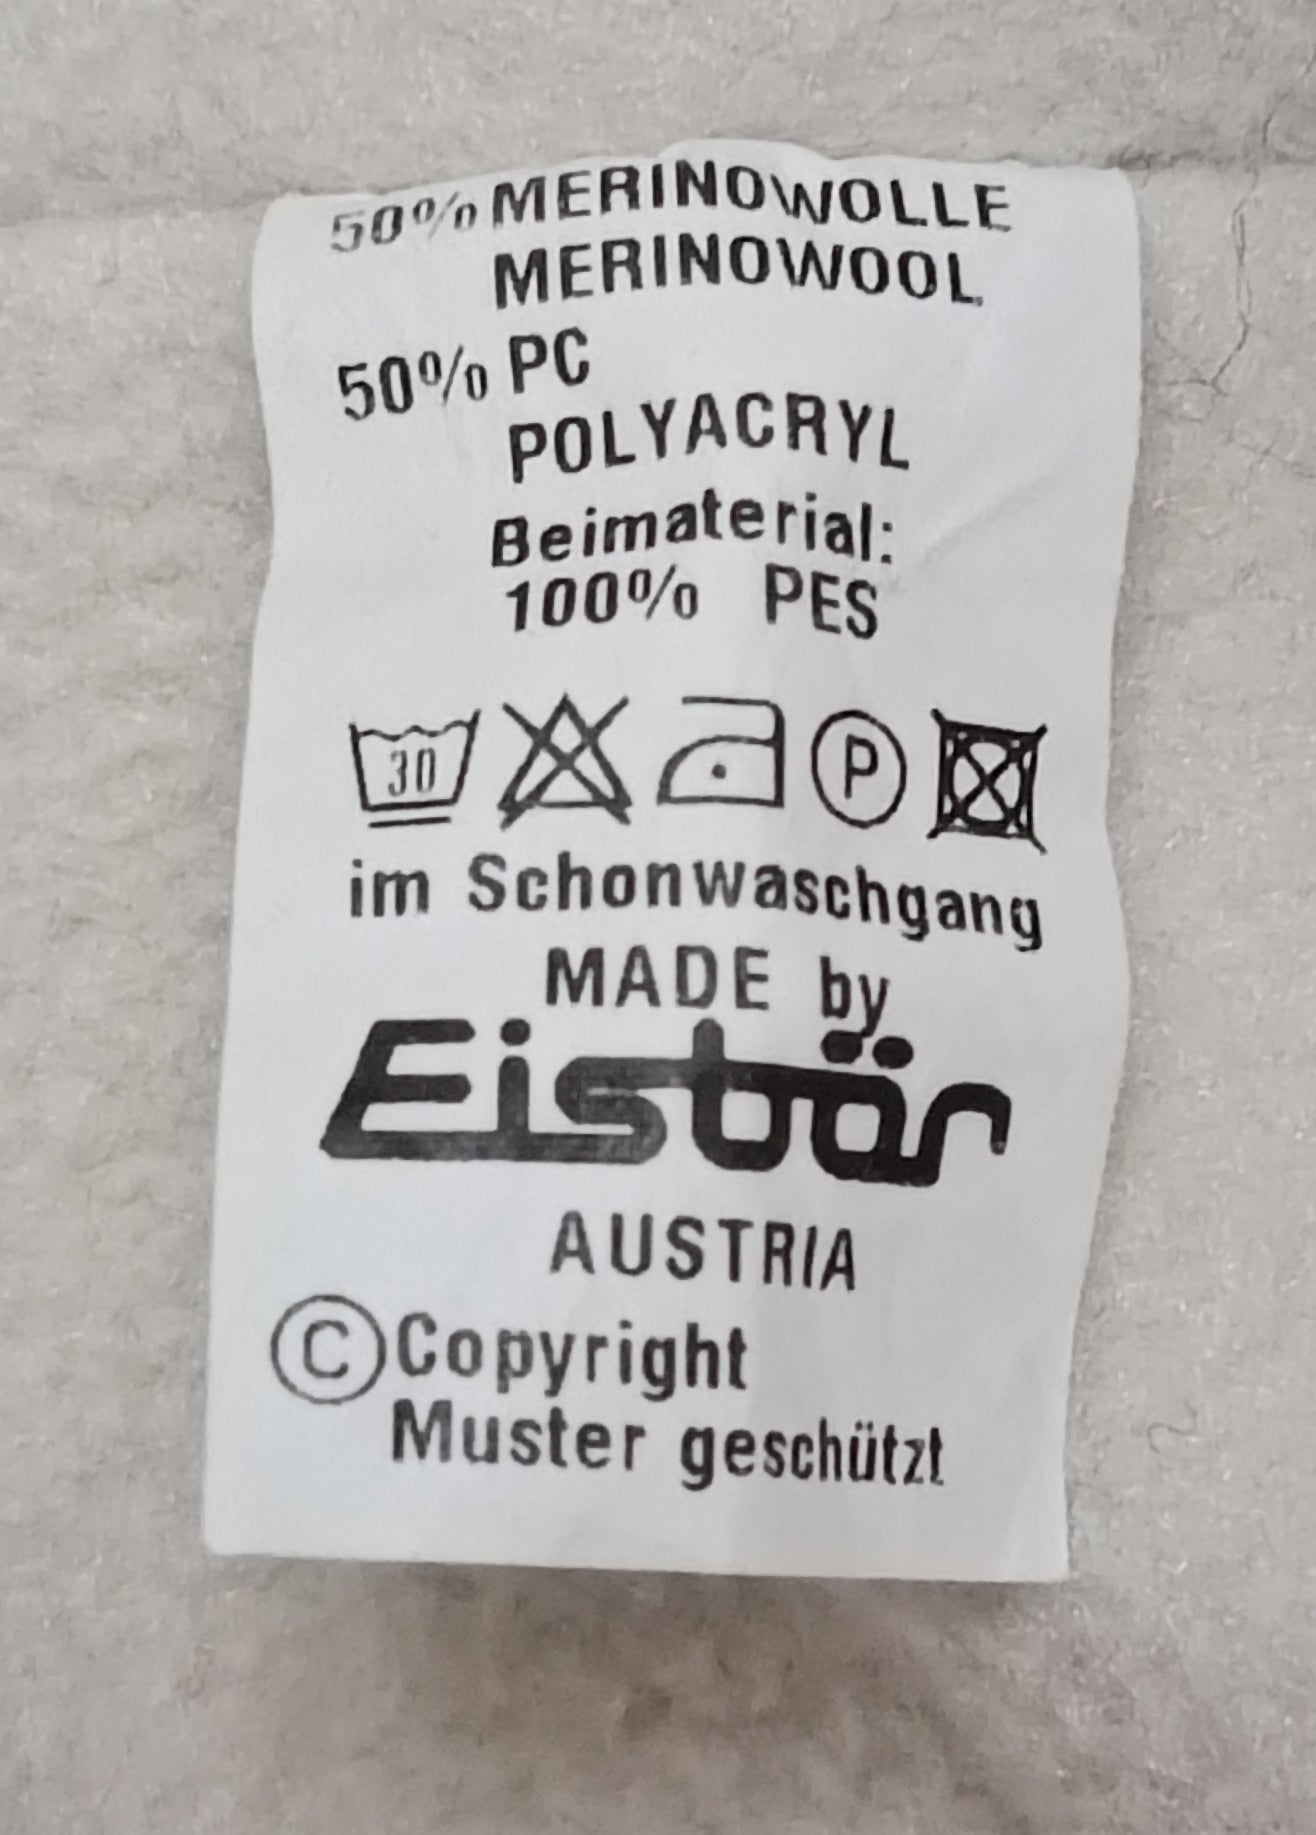 50% MERINOWOLLE
MERINOWOOL
50% PC
POLYACRYL
Beimaterial:
100% PES
30 P
im Schonwaschgang
MADE by
Eisbär
AUSTRIA
© Copyright
Muster geschützt